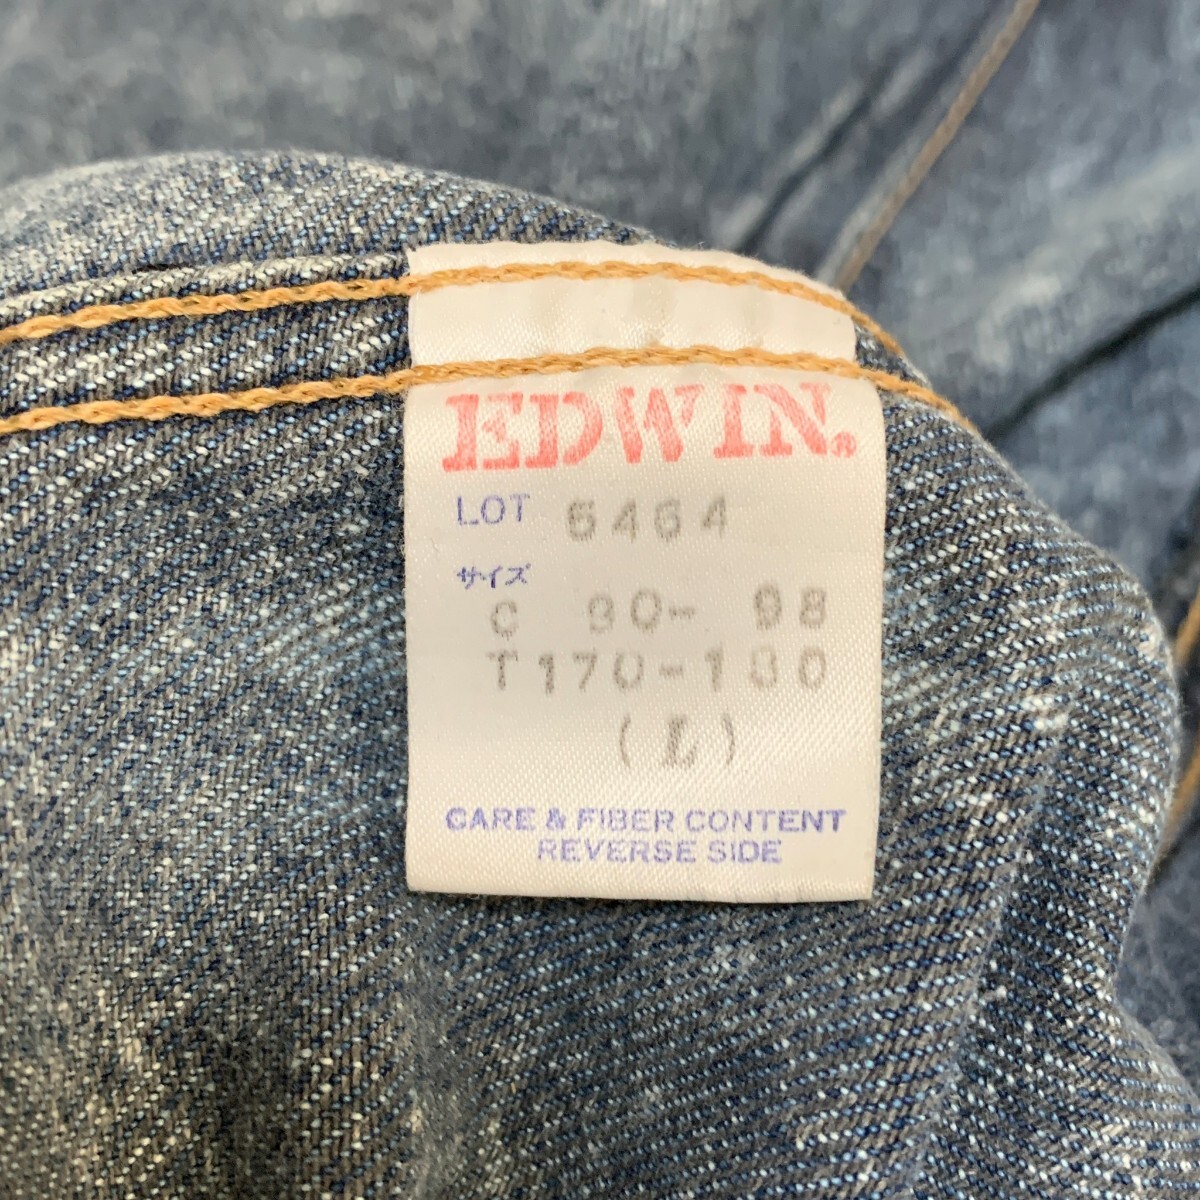 EDWIN.
LOT 6464
サイズ
C 90- 98
T170-180
(L)
CARE & FIBER CONTENT
REVERSE SIDE